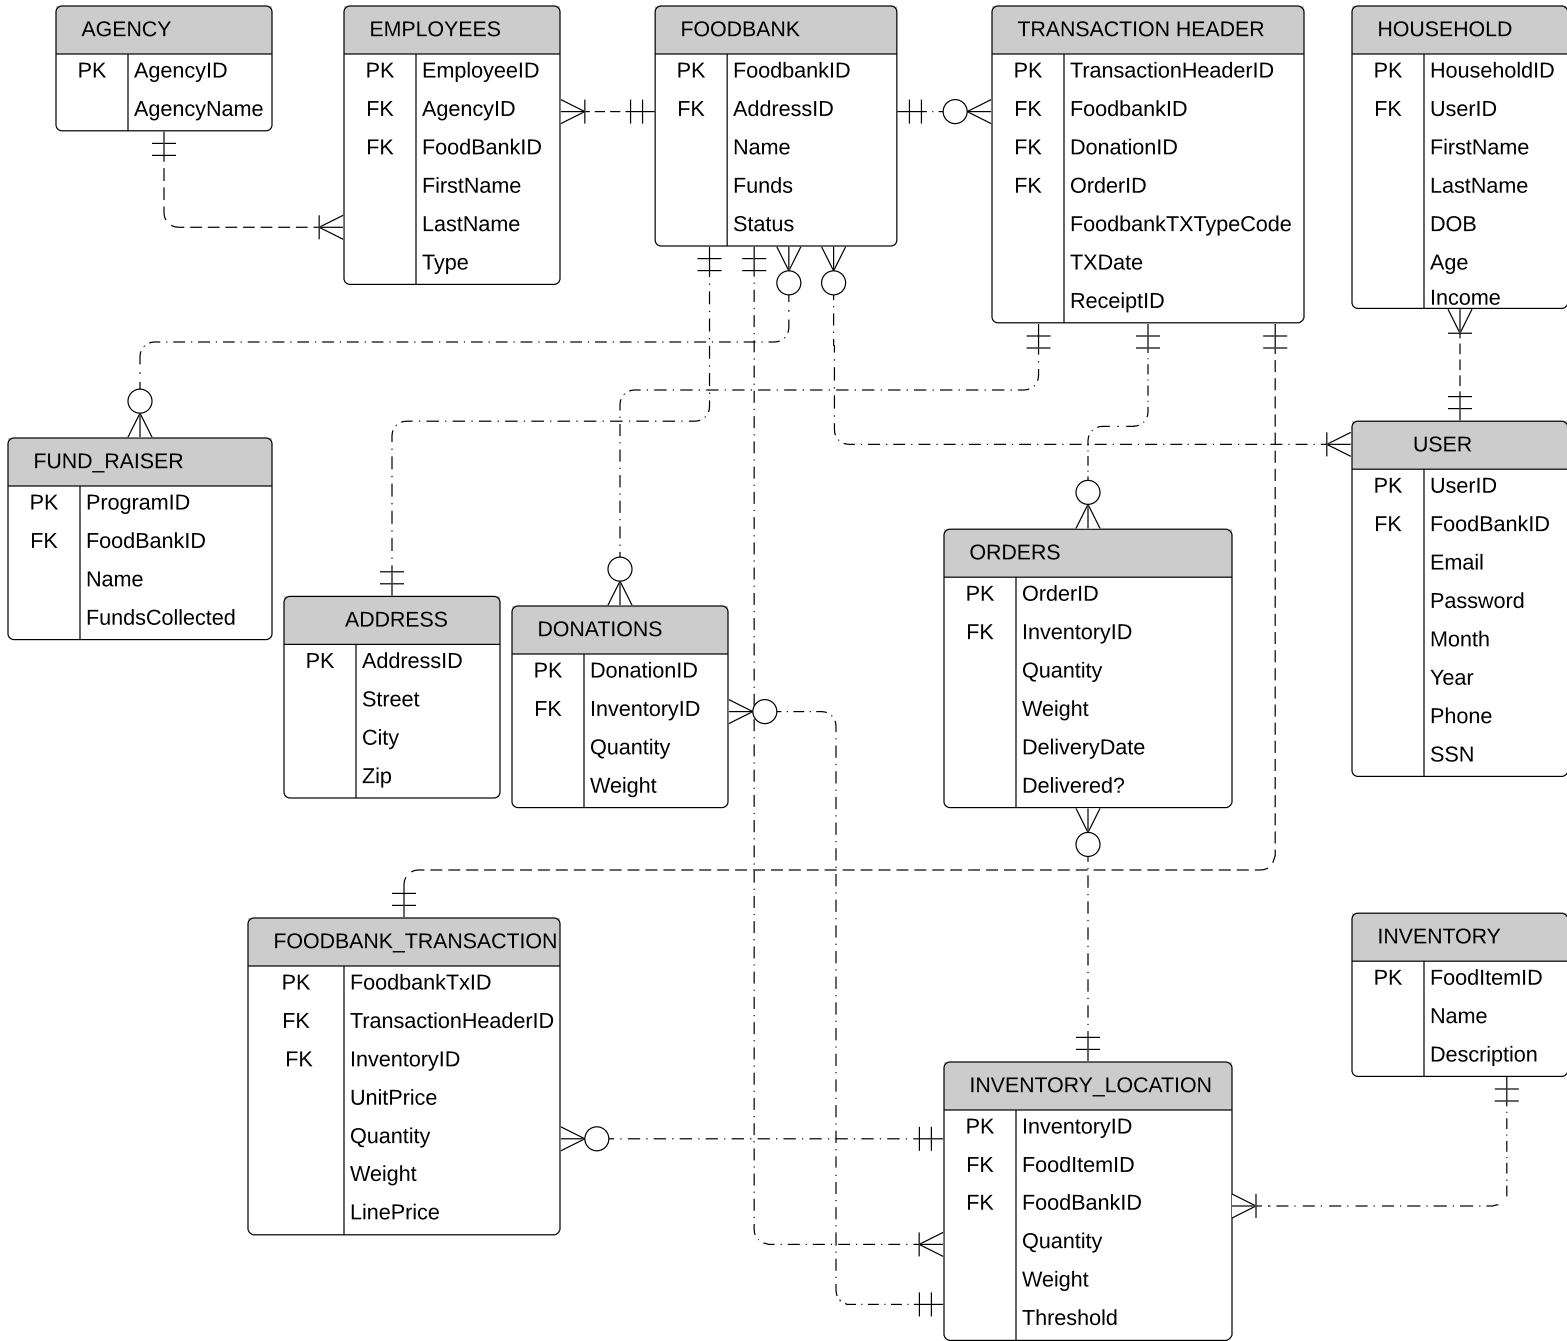 AGENCY
PK AgencyID
AgencyName
EMPLOYEES
PK EmployeeID
FK AgencyID
FK FoodBankID
FirstName
LastName
Type
FOODBANK
PK FoodbankID
FK AddressID
Name
Funds
Status
TRANSACTION HEADER
PK TransactionHeaderID
FK FoodbankID
FK DonationID
FK OrderID
FoodbankTXTypeCode
TXDate
ReceiptID
HOUSEHOLD
PK HouseholdID
FK UserID
FirstName
LastName
DOB
Age
Income
FUND_RAISER
PK ProgramID
FK FoodBankID
Name
FundsCollected
ADDRESS
PK AddressID
Street
City
Zip
DONATIONS
PK DonationID
FK InventoryID
Quantity
Weight
ORDERS
PK OrderID
FK InventoryID
Quantity
Weight
DeliveryDate
Delivered?
USER
PK UserID
FK FoodBankID
Email
Password
Month
Year
Phone
SSN
FOODBANK_TRANSACTION
PK FoodbankTxID
FK TransactionHeaderID
FK InventoryID
UnitPrice
Quantity
Weight
LinePrice
INVENTORY_LOCATION
PK InventoryID
FK FoodItemID
FK FoodBankID
Quantity
Weight
Threshold
INVENTORY
PK FoodItemID
Name
Description